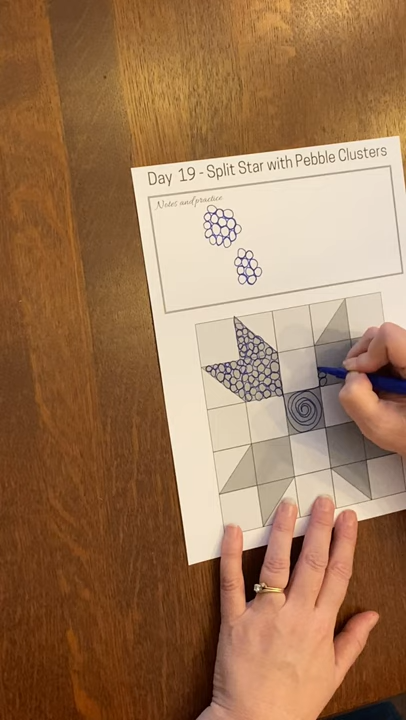 Day 19 - Split Star with Pebble Clusters
Notes and practice